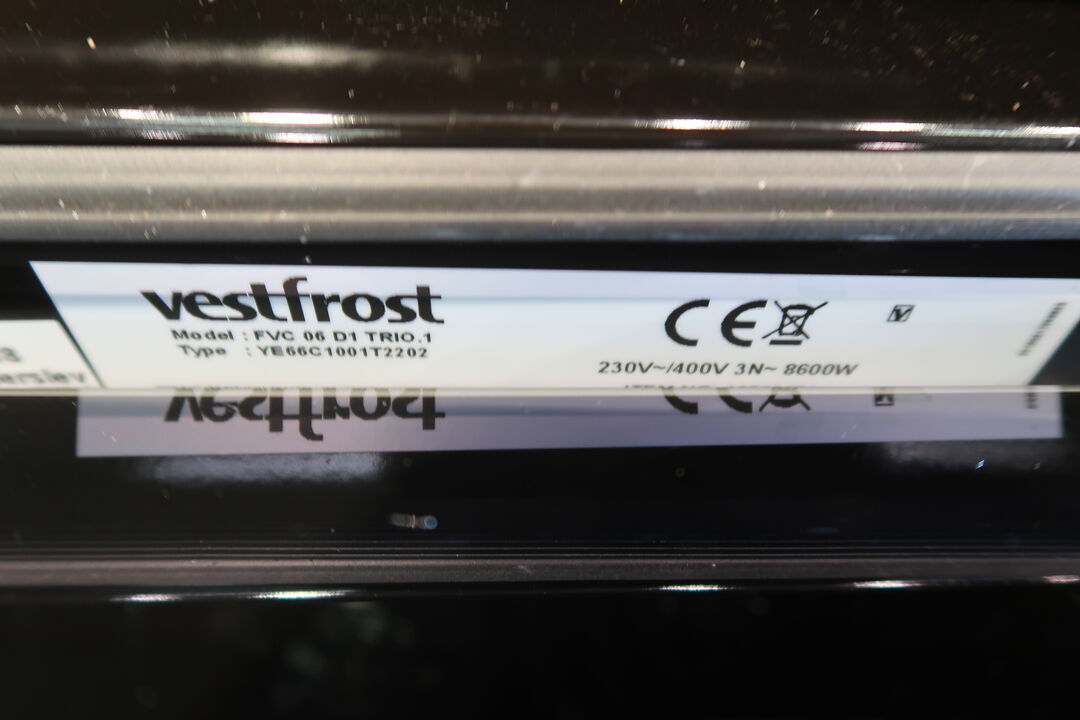 vestfrost
Model : FVC 06 D1 TRIO.1
Type : YE66C1001T2202
CE
230V~/400V 3N~ 8600W